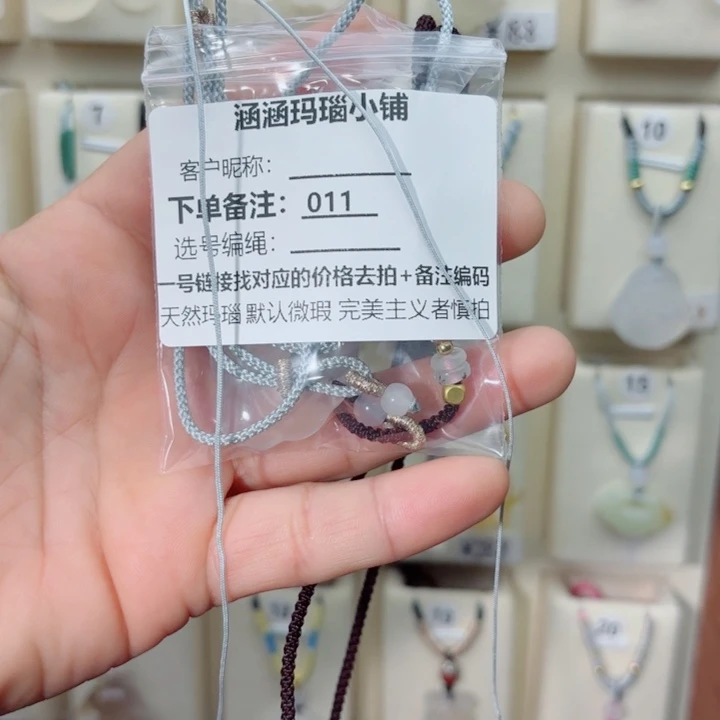 涵涵玛瑙小铺
客户昵称：
下单备注： 011
选号编绳：
一号链接找对应的价格去拍+备注编码
天然玛瑙 默认微瑕 完美主义者慎拍
7
10
15